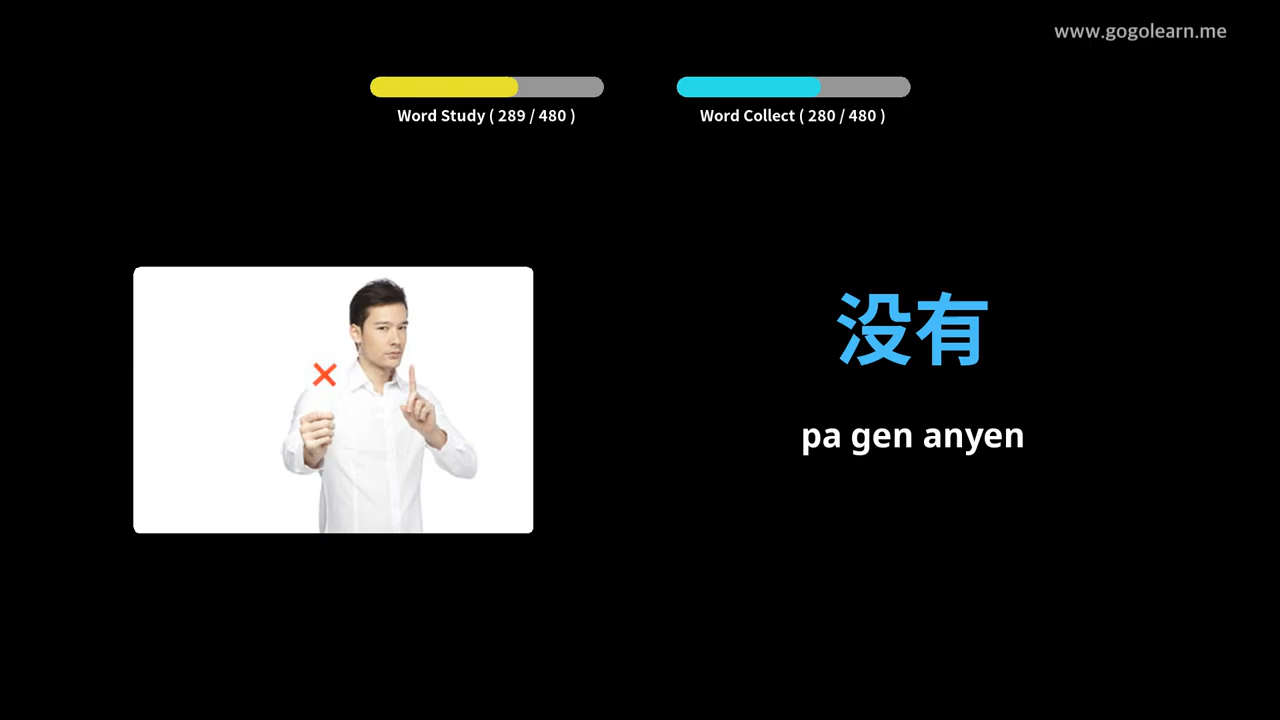 www.gogolearn.me
Word Study ( 289 / 480 )
Word Collect ( 280 / 480 )
没有
pa gen anyen